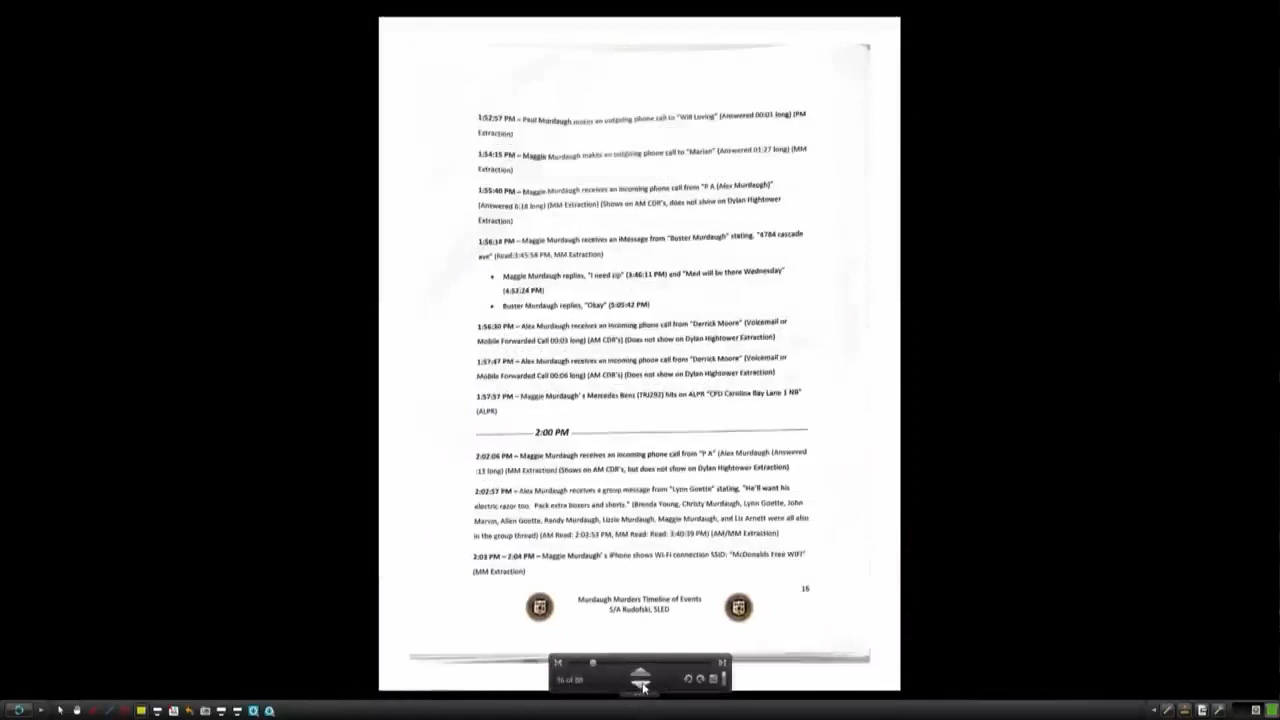 1:52:57 PM – Paul Murdaugh makes an outgoing phone call to "Will Loving" (Answered 00:01 long) (PM
Extraction)
1:54:15 PM – Maggie Murdaugh makes an outgoing phone call to "Marian" (Answered 01:27 long) (MM
Extraction)
1:55:40 PM – Maggie Murdaugh receives an incoming phone call from "P A (Alex Murdaugh)"
(Answered 6:18 long) (MM Extraction) (Shows on AM CDR's, does not show on Dylan Hightower
Extraction)
1:56:18 PM – Maggie Murdaugh receives an iMessage from "Buster Murdaugh" stating, "4784 cascade
ave" (Read:3:45:58 PM, MM Extraction)
• Maggie Murdaugh replies, "I need zip" (3:46:11 PM) and "Med will be there Wednesday"
(4:52:24 PM)
• Buster Murdaugh replies, "Okay" (5:05:42 PM)
1:56:30 PM – Alex Murdaugh receives an incoming phone call from "Derrick Moore" (Voicemail or
Mobile Forwarded Call 00:03 long) (AM CDR's) (Does not show on Dylan Hightower Extraction)
1:57:47 PM – Alex Murdaugh receives an incoming phone call from "Derrick Moore" (Voicemail or
Mobile Forwarded Call 00:06 long) (AM CDR's) (Does not show on Dylan Hightower Extraction)
1:57:57 PM – Maggie Murdaugh's Mercedes Benz (TRJ292) hits on ALPR "CPD Carolina Bay Lane 1 NB"
(ALPR)
2:00 PM
2:02:06 PM – Maggie Murdaugh receives an incoming phone call from "P A" (Alex Murdaugh (Answered
:13 long) (MM Extraction) (Shows on AM CDR's, but does not show on Dylan Hightower Extraction)
2:02:57 PM – Alex Murdaugh receives a group message from "Lynn Goette" stating, "He'll want his
electric razor too. Pack extra boxers and shorts." (Brenda Young, Christy Murdaugh, Lynn Goette, John
Marvin, Allen Goette, Randy Murdaugh, Lizzie Murdaugh, Maggie Murdaugh, and Liz Arnett were all also
in the group thread) (AM Read: 2:03:53 PM, MM Read: Read: 3:40:39 PM) (AM/MM Extraction)
2:03 PM – 2:04 PM – Maggie Murdaugh's iPhone shows Wi-Fi connection SSID: "McDonalds Free WIFI"
(MM Extraction)
16
Murdaugh Murders Timeline of Events
S/A Rudofski, SLED
16 of 88